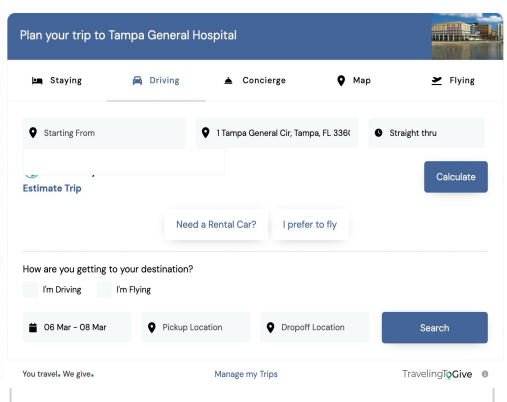 Plan your trip to Tampa General Hospital
Staying Driving Concierge Map Flying
Starting From 1 Tampa General Cir, Tampa, FL 3360 Straight thru
Estimate Trip Calculate
Need a Rental Car? I prefer to fly
How are you getting to your destination?
I'm Driving I'm Flying
06 Mar - 08 Mar Pickup Location Dropoff Location Search
You travel. We give. Manage my Trips TravelingToGive